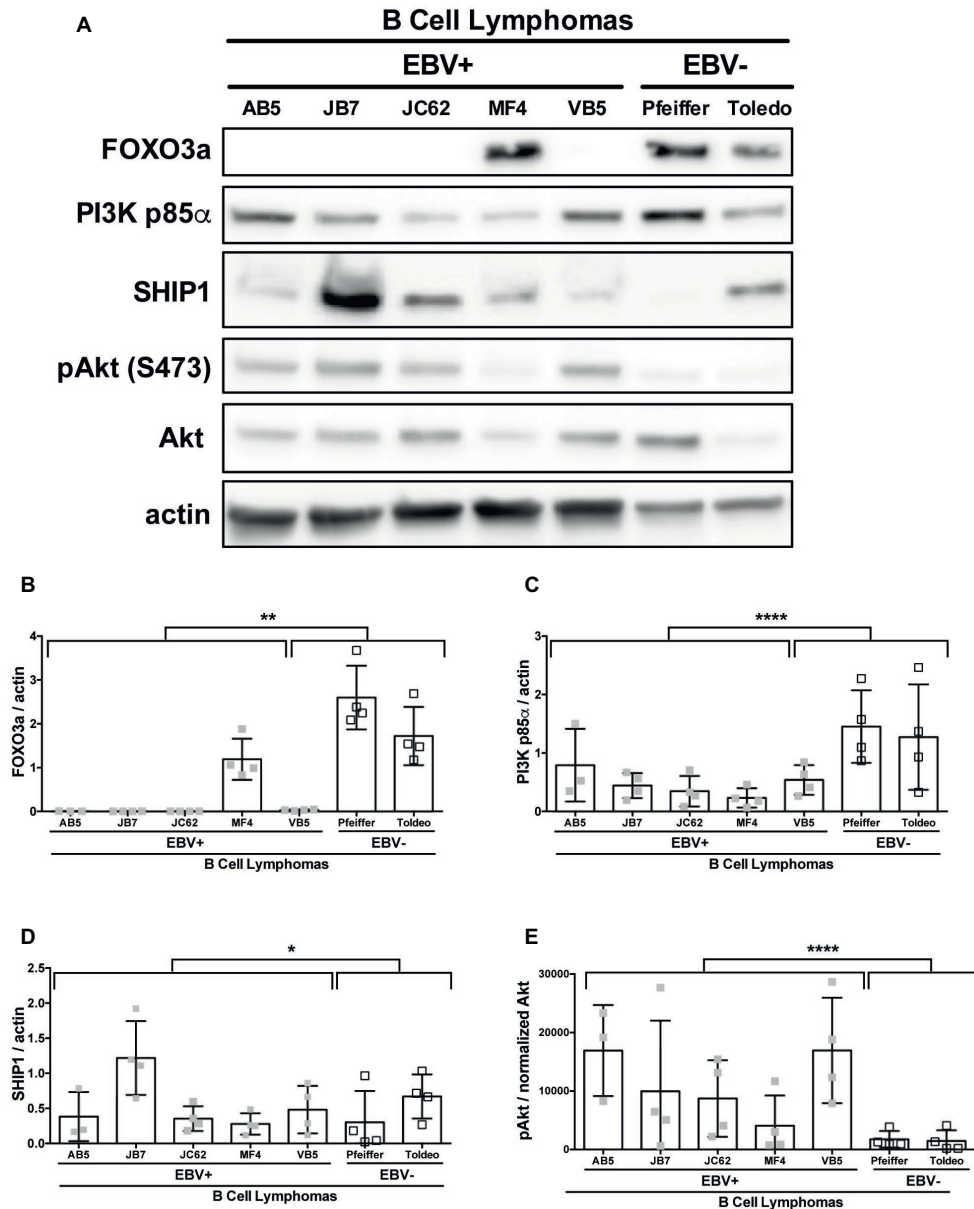 A
B Cell Lymphomas
EBV+ EBV-
AB5 JB7 JC62 MF4 VB5 Pfeiffer Toledo
FOXO3a
PI3K p85α
SHIP1
pAkt (S473)
Akt
actin
B
**
FOXO3a / actin
4
3
2
1
0
AB5 JB7 JC62 MF4 VB5 Pfeiffer Toldeo
EBV+ EBV-
B Cell Lymphomas
C
****
PI3K p85α / actin
3
2
1
0
AB5 JB7 JC62 MF4 VB5 Pfeiffer Toldeo
EBV+ EBV-
B Cell Lymphomas
D
*
SHIP1 / actin
2.5
2.0
1.5
1.0
0.5
0.0
AB5 JB7 JC62 MF4 VB5 Pfeiffer Toldeo
EBV+ EBV-
B Cell Lymphomas
E
****
pAkt / normalized Akt
30000
20000
10000
0
AB5 JB7 JC62 MF4 VB5 Pfeiffer Toldeo
EBV+ EBV-
B Cell Lymphomas